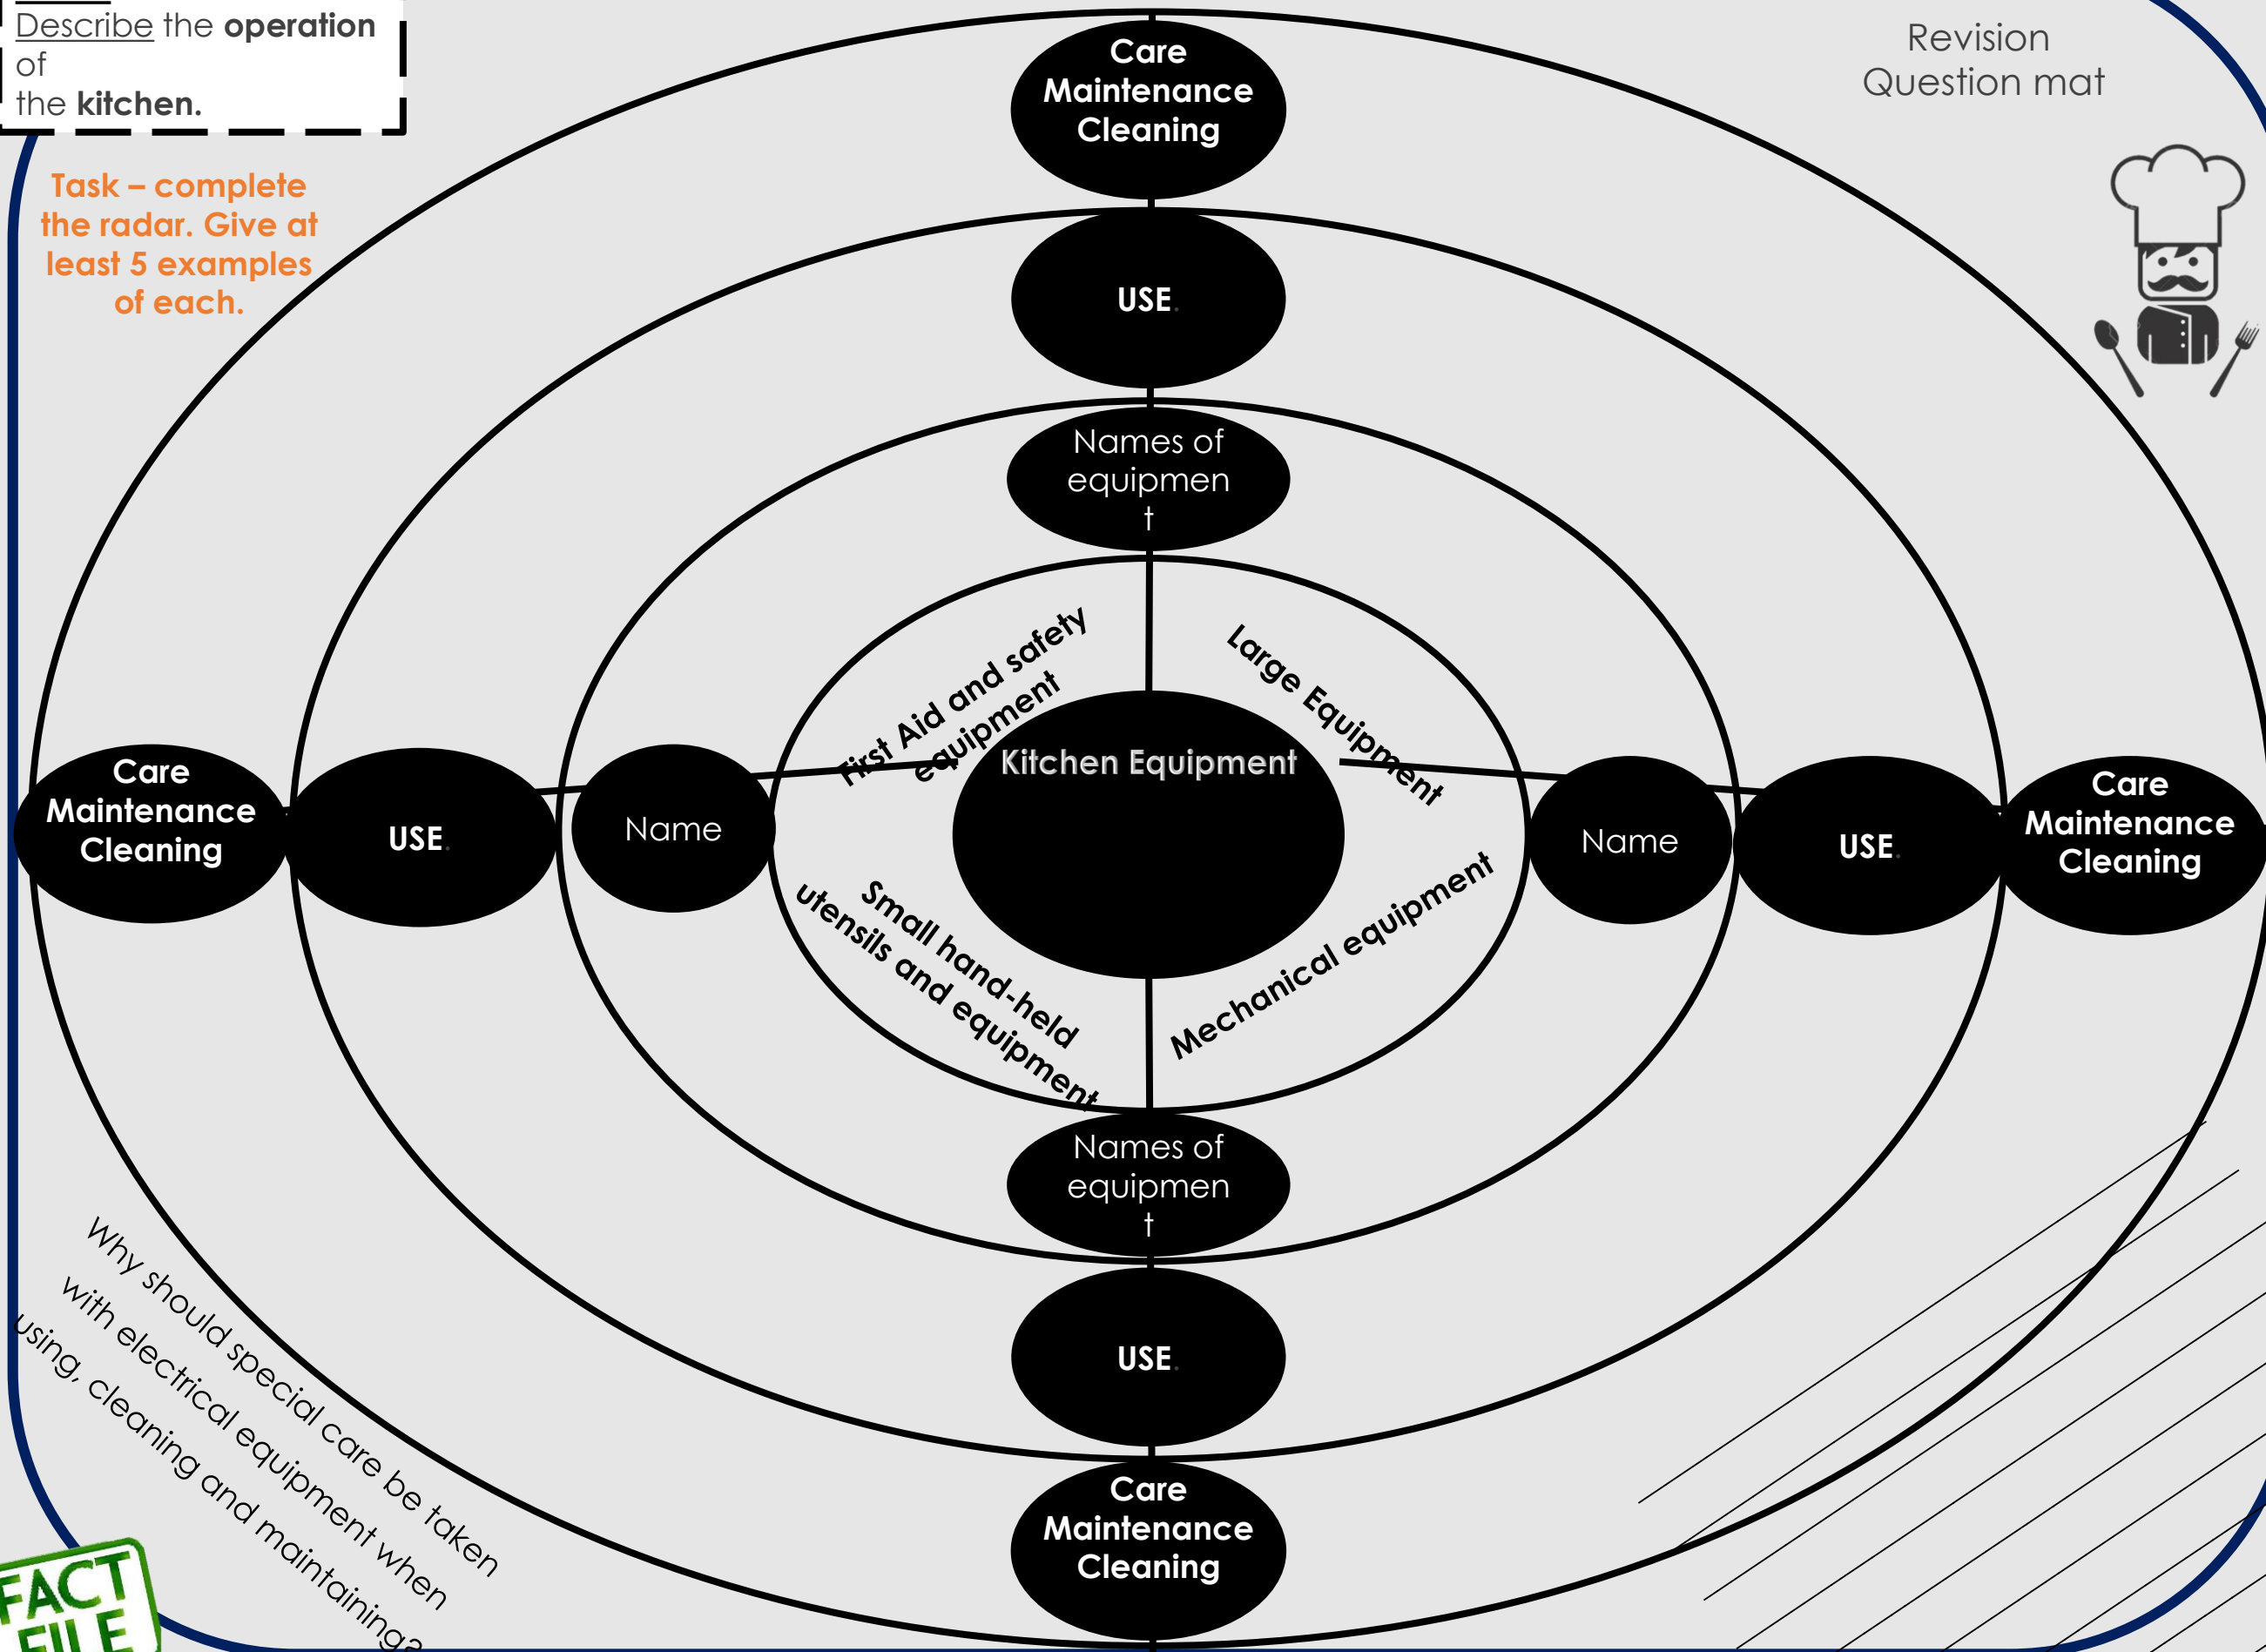 Describe the operation
of
the kitchen.
Revision
Question mat
Task – complete
the radar. Give at
least 5 examples
of each.
Care
Maintenance
Cleaning
USE.
Names of
equipmen
t
First Aid and safety
equipment
Large Equipment
Kitchen Equipment
Care
Maintenance
Cleaning
USE.
Name
Name
USE.
Care
Maintenance
Cleaning
Small hand-held
utensils and equipment
Mechanical equipment
Names of
equipmen
t
USE.
Care
Maintenance
Cleaning
Why should special care be taken
with electrical equipment when
using, cleaning and maintaining?
FACT
FILE